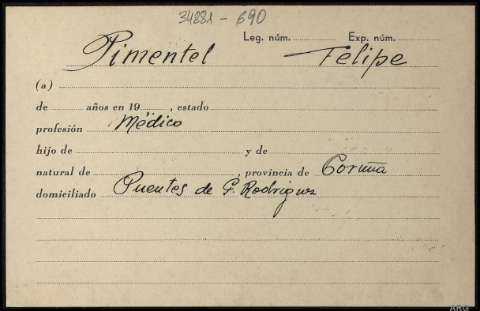 34881 - 690
Leg. núm. Exp. núm.
Pimentel Felipe
(a)
de años en 19 , estado
profesión Médico
hijo de y de
natural de , provincia de Coruña
domiciliado Puentes de G. Rodriguez
ARG